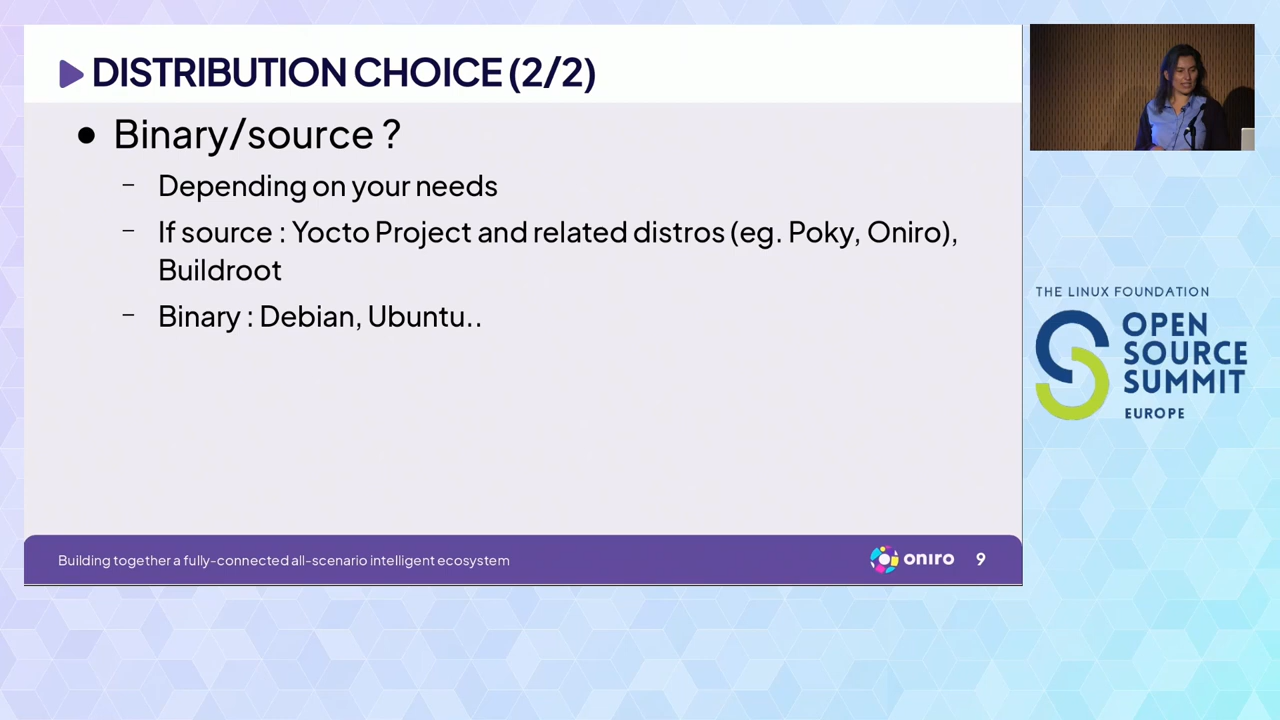 DISTRIBUTION CHOICE (2/2)
● Binary/source ?
– Depending on your needs
– If source : Yocto Project and related distros (eg. Poky, Oniro),
Buildroot
– Binary : Debian, Ubuntu..
Building together a fully-connected all-scenario intelligent ecosystem
oniro
9
THE LINUX FOUNDATION
OPEN
SOURCE
SUMMIT
EUROPE